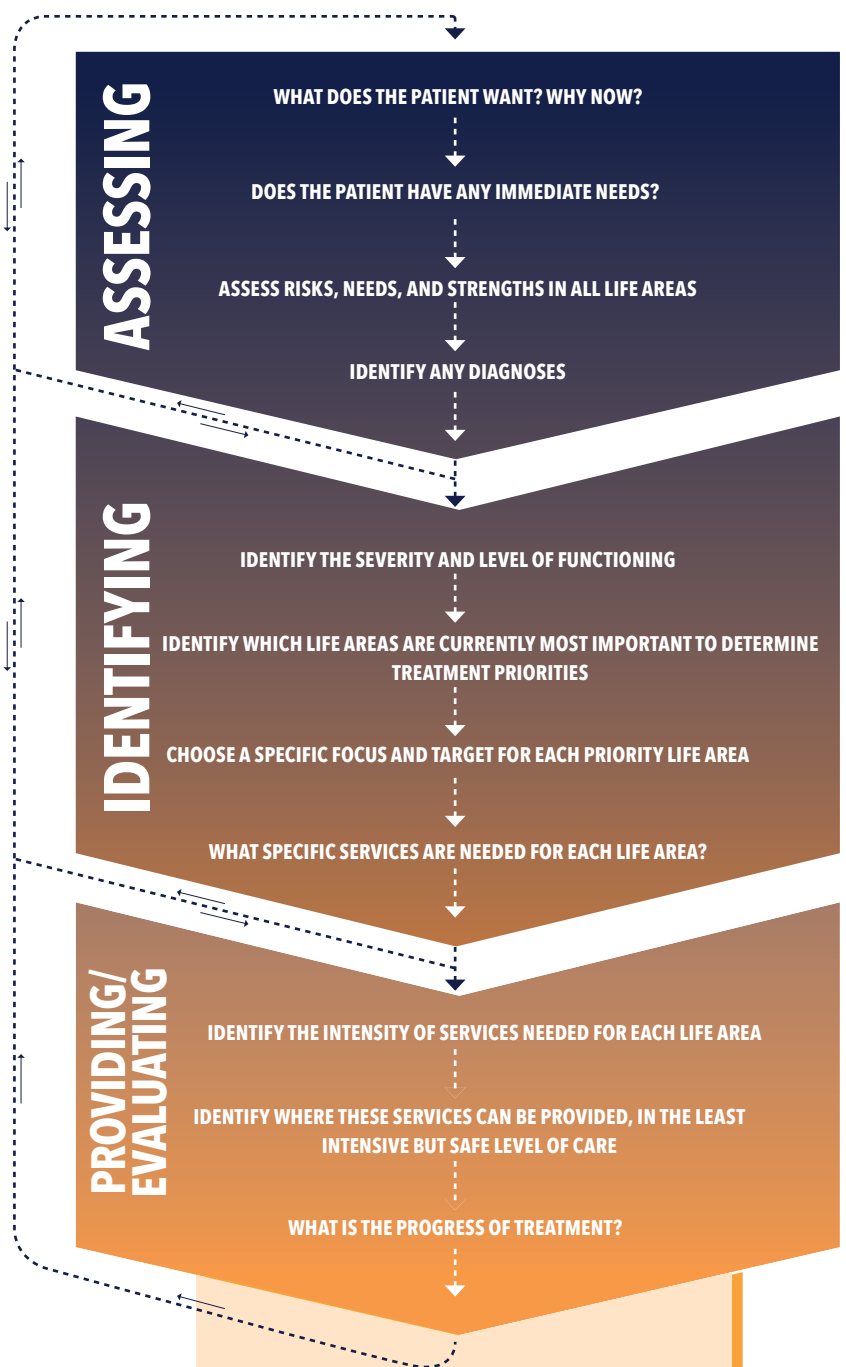 ASSESSING
WHAT DOES THE PATIENT WANT? WHY NOW?
DOES THE PATIENT HAVE ANY IMMEDIATE NEEDS?
ASSESS RISKS, NEEDS, AND STRENGTHS IN ALL LIFE AREAS
IDENTIFY ANY DIAGNOSES
IDENTIFYING
IDENTIFY THE SEVERITY AND LEVEL OF FUNCTIONING
IDENTIFY WHICH LIFE AREAS ARE CURRENTLY MOST IMPORTANT TO DETERMINE
TREATMENT PRIORITIES
CHOOSE A SPECIFIC FOCUS AND TARGET FOR EACH PRIORITY LIFE AREA
WHAT SPECIFIC SERVICES ARE NEEDED FOR EACH LIFE AREA?
PROVIDING/
EVALUATING
IDENTIFY THE INTENSITY OF SERVICES NEEDED FOR EACH LIFE AREA
IDENTIFY WHERE THESE SERVICES CAN BE PROVIDED, IN THE LEAST
INTENSIVE BUT SAFE LEVEL OF CARE
WHAT IS THE PROGRESS OF TREATMENT?